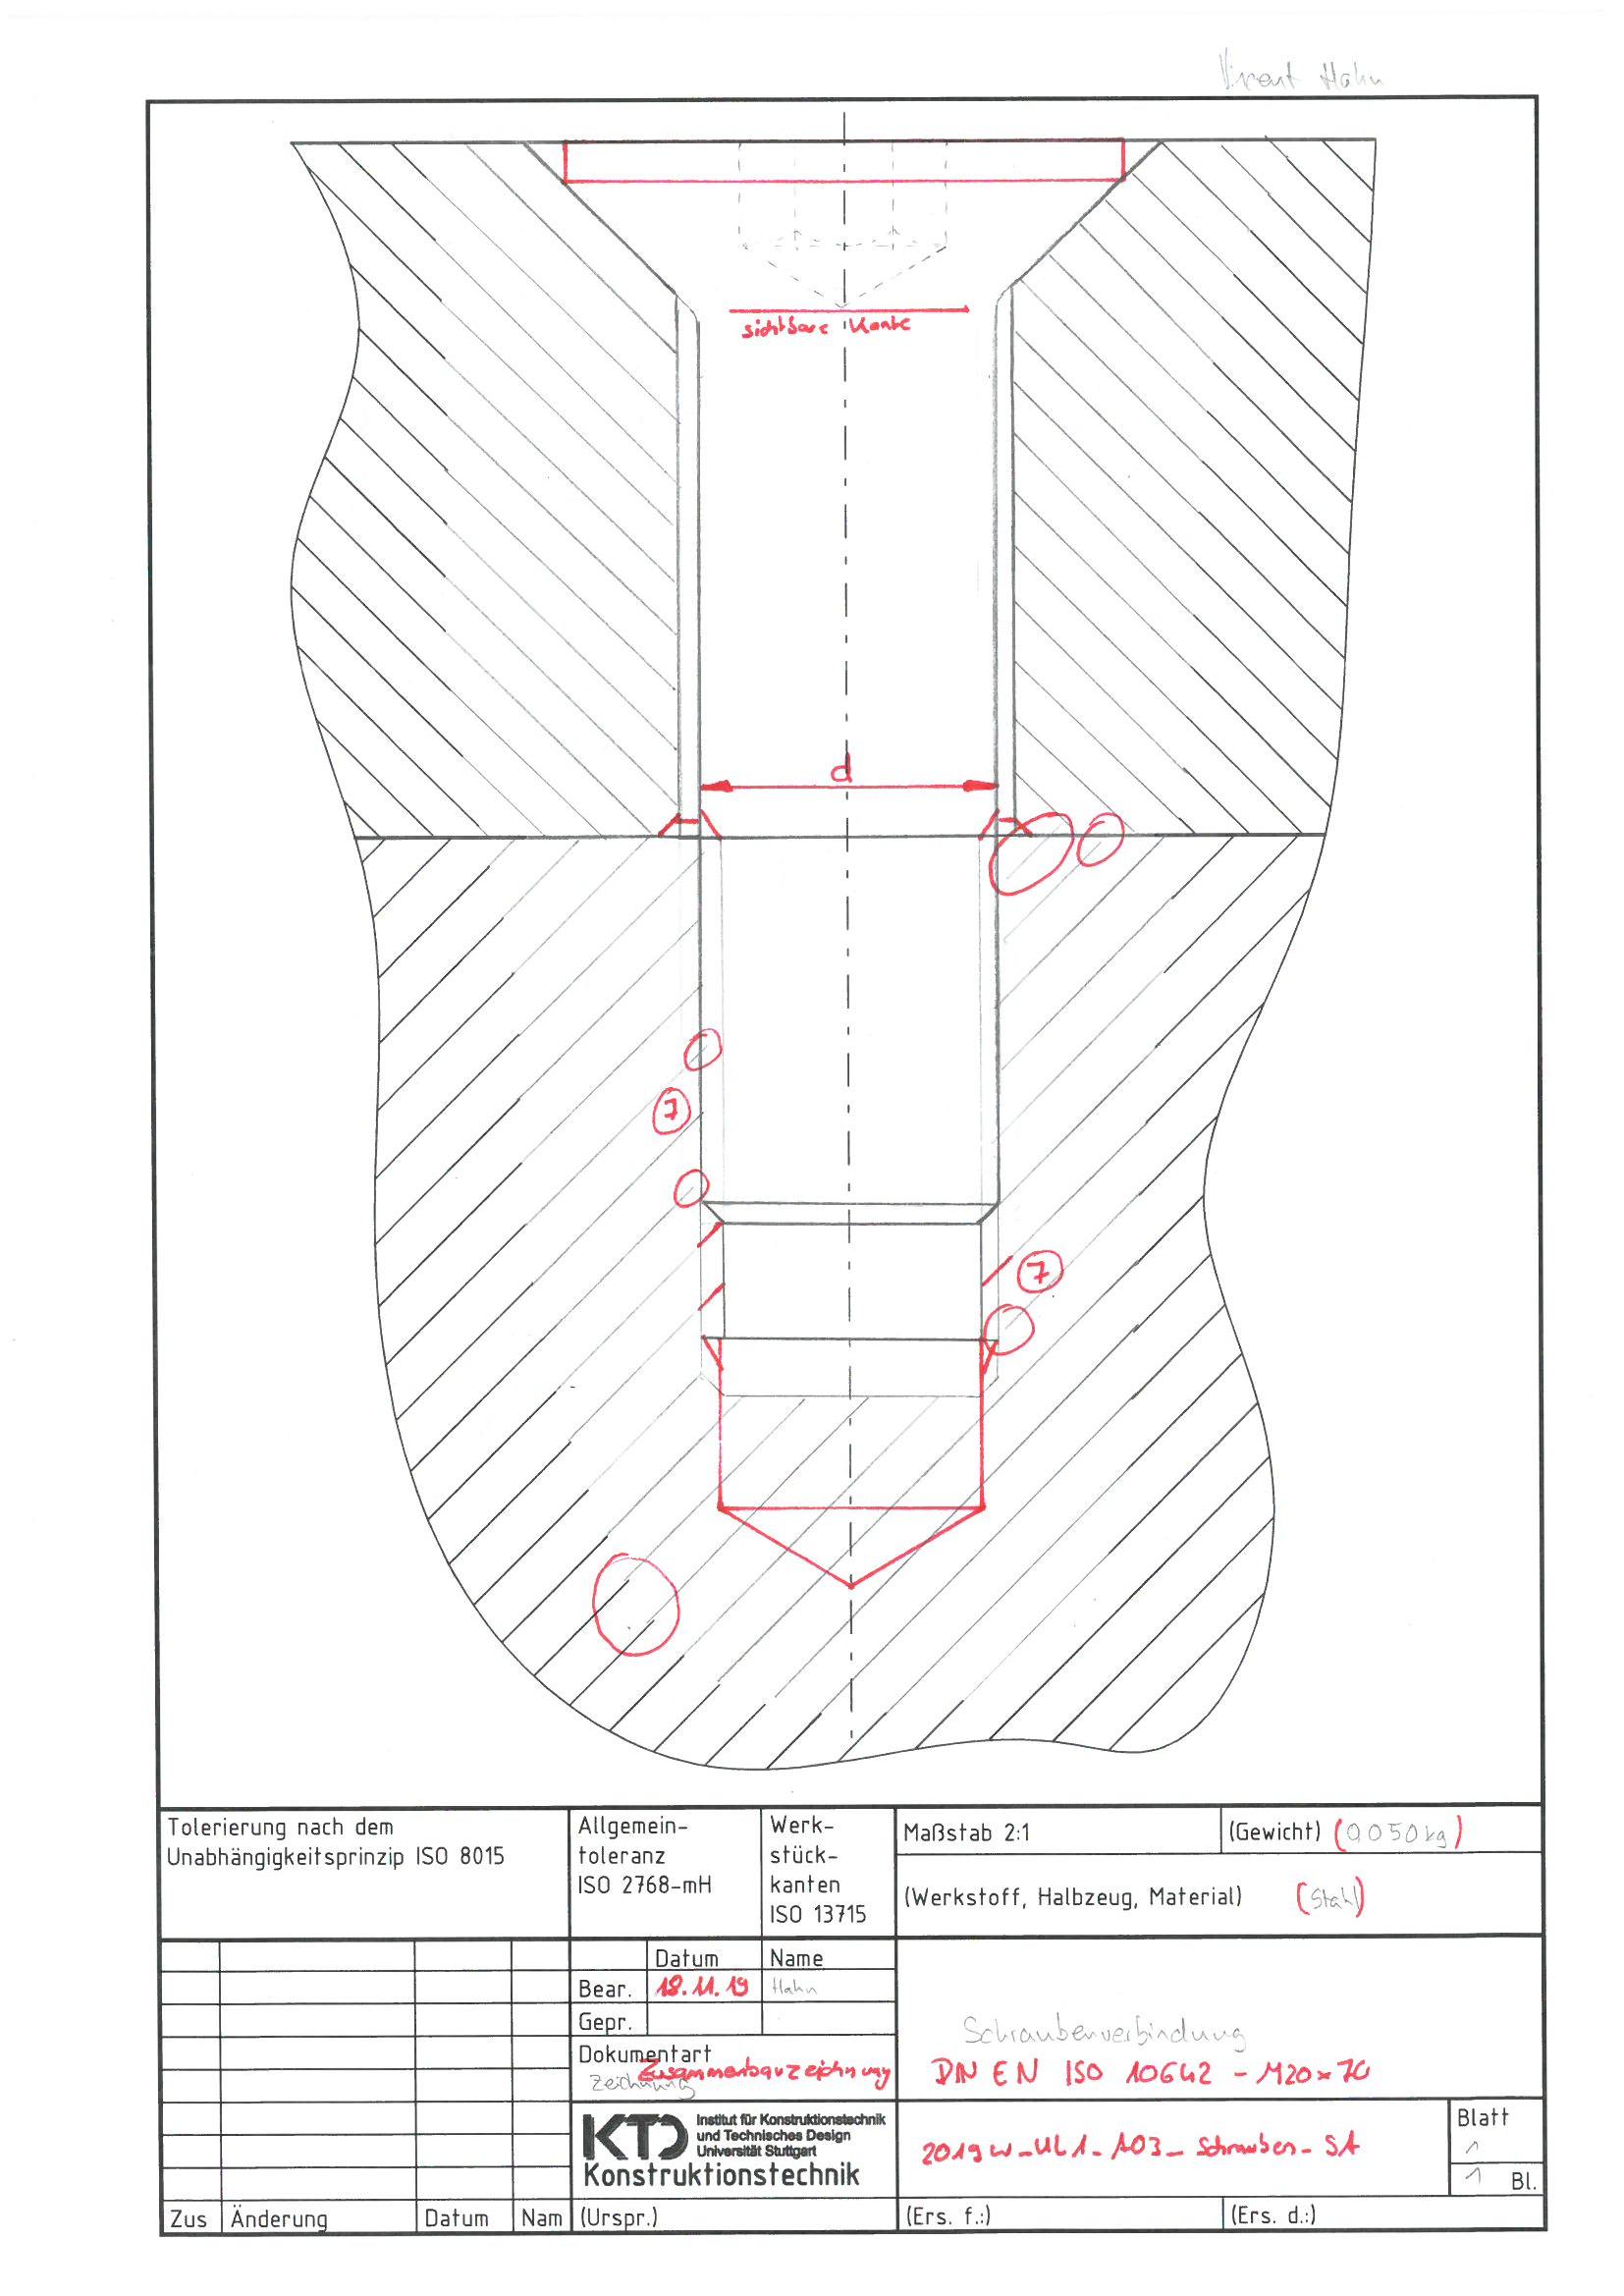 Vincent Hahn
sichtbare Kante
d
7
7
Tolerierung nach dem
Unabhängigkeitsprinzip ISO 8015
Allgemein-
toleranz
ISO 2768-mH
Werk-
stück-
kanten
ISO 13715
Maßstab 2:1
(Gewicht) (0,050kg)
(Werkstoff, Halbzeug, Material) (Stahl)
Datum Name
Bear. 18.11.19 Hahn
Gepr.
Dokumentart
Zusammenbauzeichnung
Zeichnung
Schraubenverbindung
DIN EN ISO 10642 - M20x70
KTD Institut für Konstruktionstechnik
und Technisches Design
Universität Stuttgart
Konstruktionstechnik
2019W_UL1_A03_Schrauben_SA
Blatt
1
1 Bl.
Zus Änderung Datum Nam (Urspr.) (Ers. f.:) (Ers. d.:)